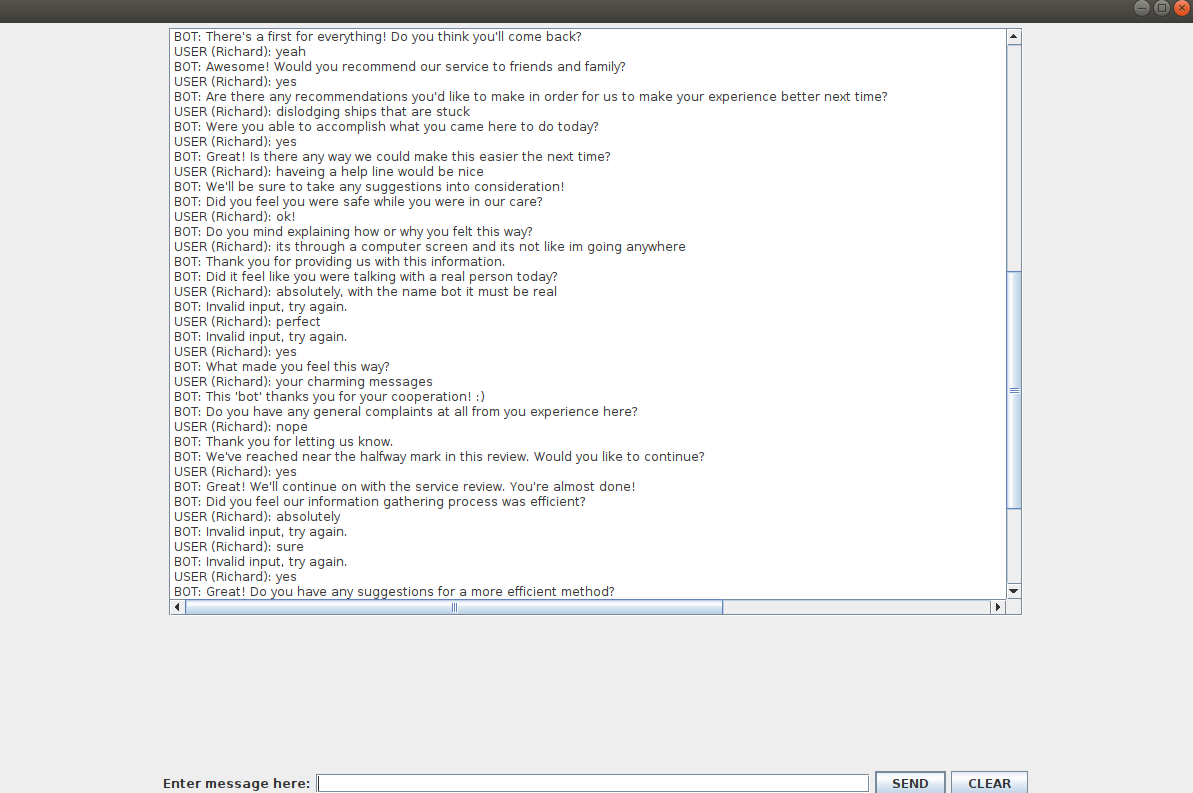 BOT: There's a first for everything! Do you think you'll come back?
USER (Richard): yeah
BOT: Awesome! Would you recommend our service to friends and family?
USER (Richard): yes
BOT: Are there any recommendations you'd like to make in order for us to make your experience better next time?
USER (Richard): dislodging ships that are stuck
BOT: Were you able to accomplish what you came here to do today?
USER (Richard): yes
BOT: Great! Is there any way we could make this easier the next time?
USER (Richard): haveing a help line would be nice
BOT: We'll be sure to take any suggestions into consideration!
BOT: Did you feel you were safe while you were in our care?
USER (Richard): ok!
BOT: Do you mind explaining how or why you felt this way?
USER (Richard): its through a computer screen and its not like im going anywhere
BOT: Thank you for providing us with this information.
BOT: Did it feel like you were talking with a real person today?
USER (Richard): absolutely, with the name bot it must be real
BOT: Invalid input, try again.
USER (Richard): perfect
BOT: Invalid input, try again.
USER (Richard): yes
BOT: What made you feel this way?
USER (Richard): your charming messages
BOT: This 'bot' thanks you for your cooperation! :)
BOT: Do you have any general complaints at all from you experience here?
USER (Richard): nope
BOT: Thank you for letting us know.
BOT: We've reached near the halfway mark in this review. Would you like to continue?
USER (Richard): yes
BOT: Great! We'll continue on with the service review. You're almost done!
BOT: Did you feel our information gathering process was efficient?
USER (Richard): absolutely
BOT: Invalid input, try again.
USER (Richard): sure
BOT: Invalid input, try again.
USER (Richard): yes
BOT: Great! Do you have any suggestions for a more efficient method?
Enter message here: SEND CLEAR